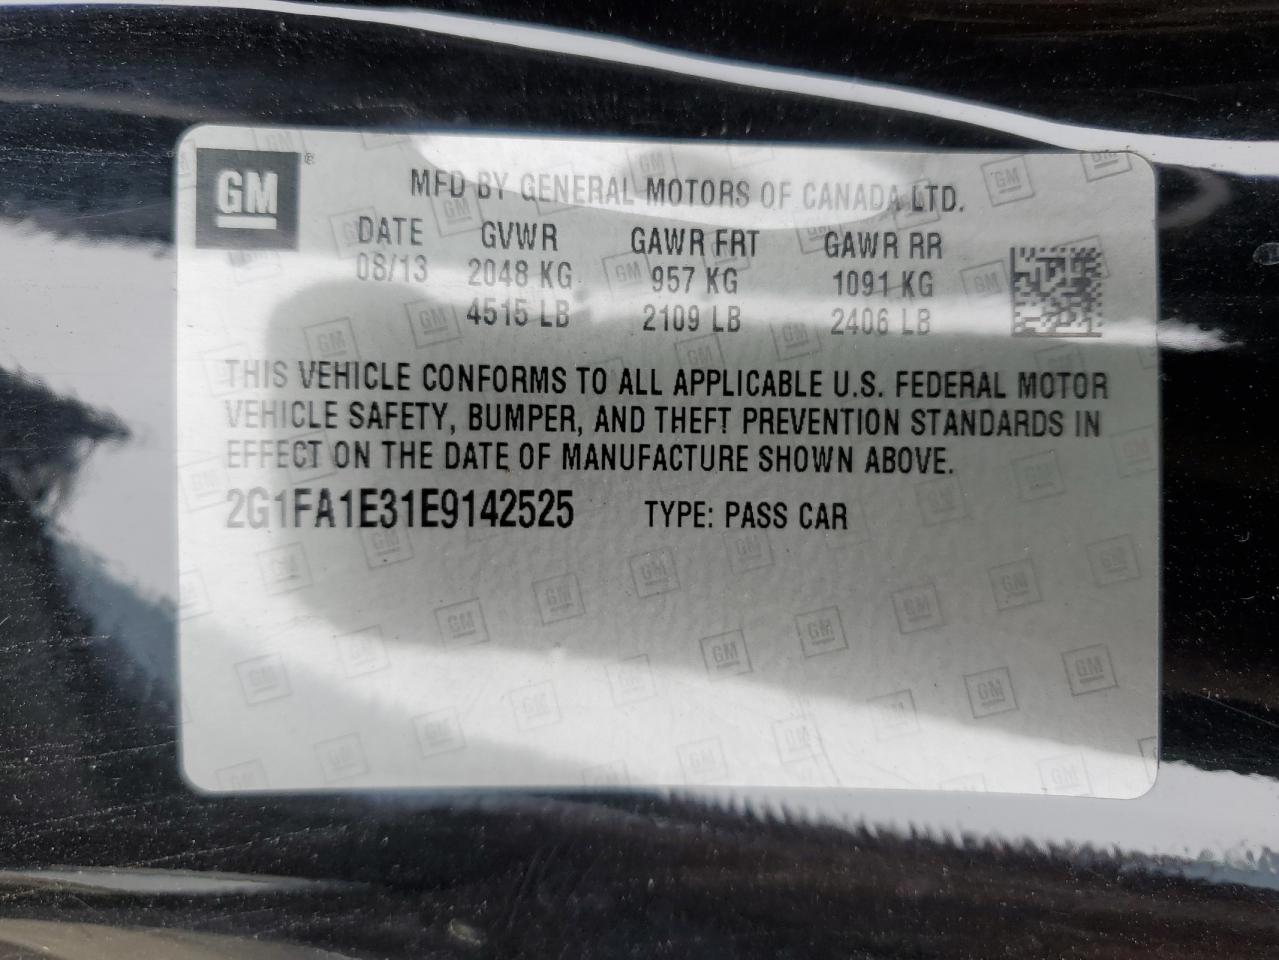 GM ®
MFD BY GENERAL MOTORS OF CANADA LTD.
DATE GVWR GAWR FRT GAWR RR
08/13 2048 KG 957 KG 1091 KG
4515 LB 2109 LB 2406 LB
THIS VEHICLE CONFORMS TO ALL APPLICABLE U.S. FEDERAL MOTOR
VEHICLE SAFETY, BUMPER, AND THEFT PREVENTION STANDARDS IN
EFFECT ON THE DATE OF MANUFACTURE SHOWN ABOVE.
2G1FA1E31E9142525 TYPE: PASS CAR